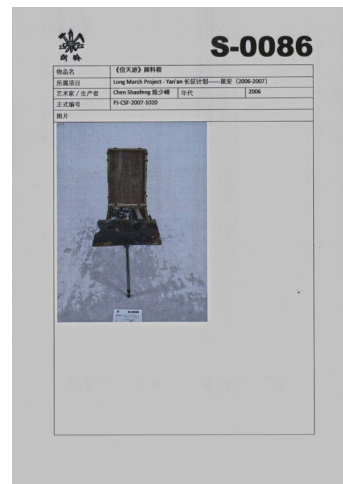 S-0086
物品名 《信天游》颜料箱
所属项目 Long March Project - Yan'an 长征计划——延安（2006-2007）
艺术家 / 生产者 Chen Shaofeng 陈少峰 年代 2006
正式编号 PJ-CSF-2007-1020
图片
S-0086